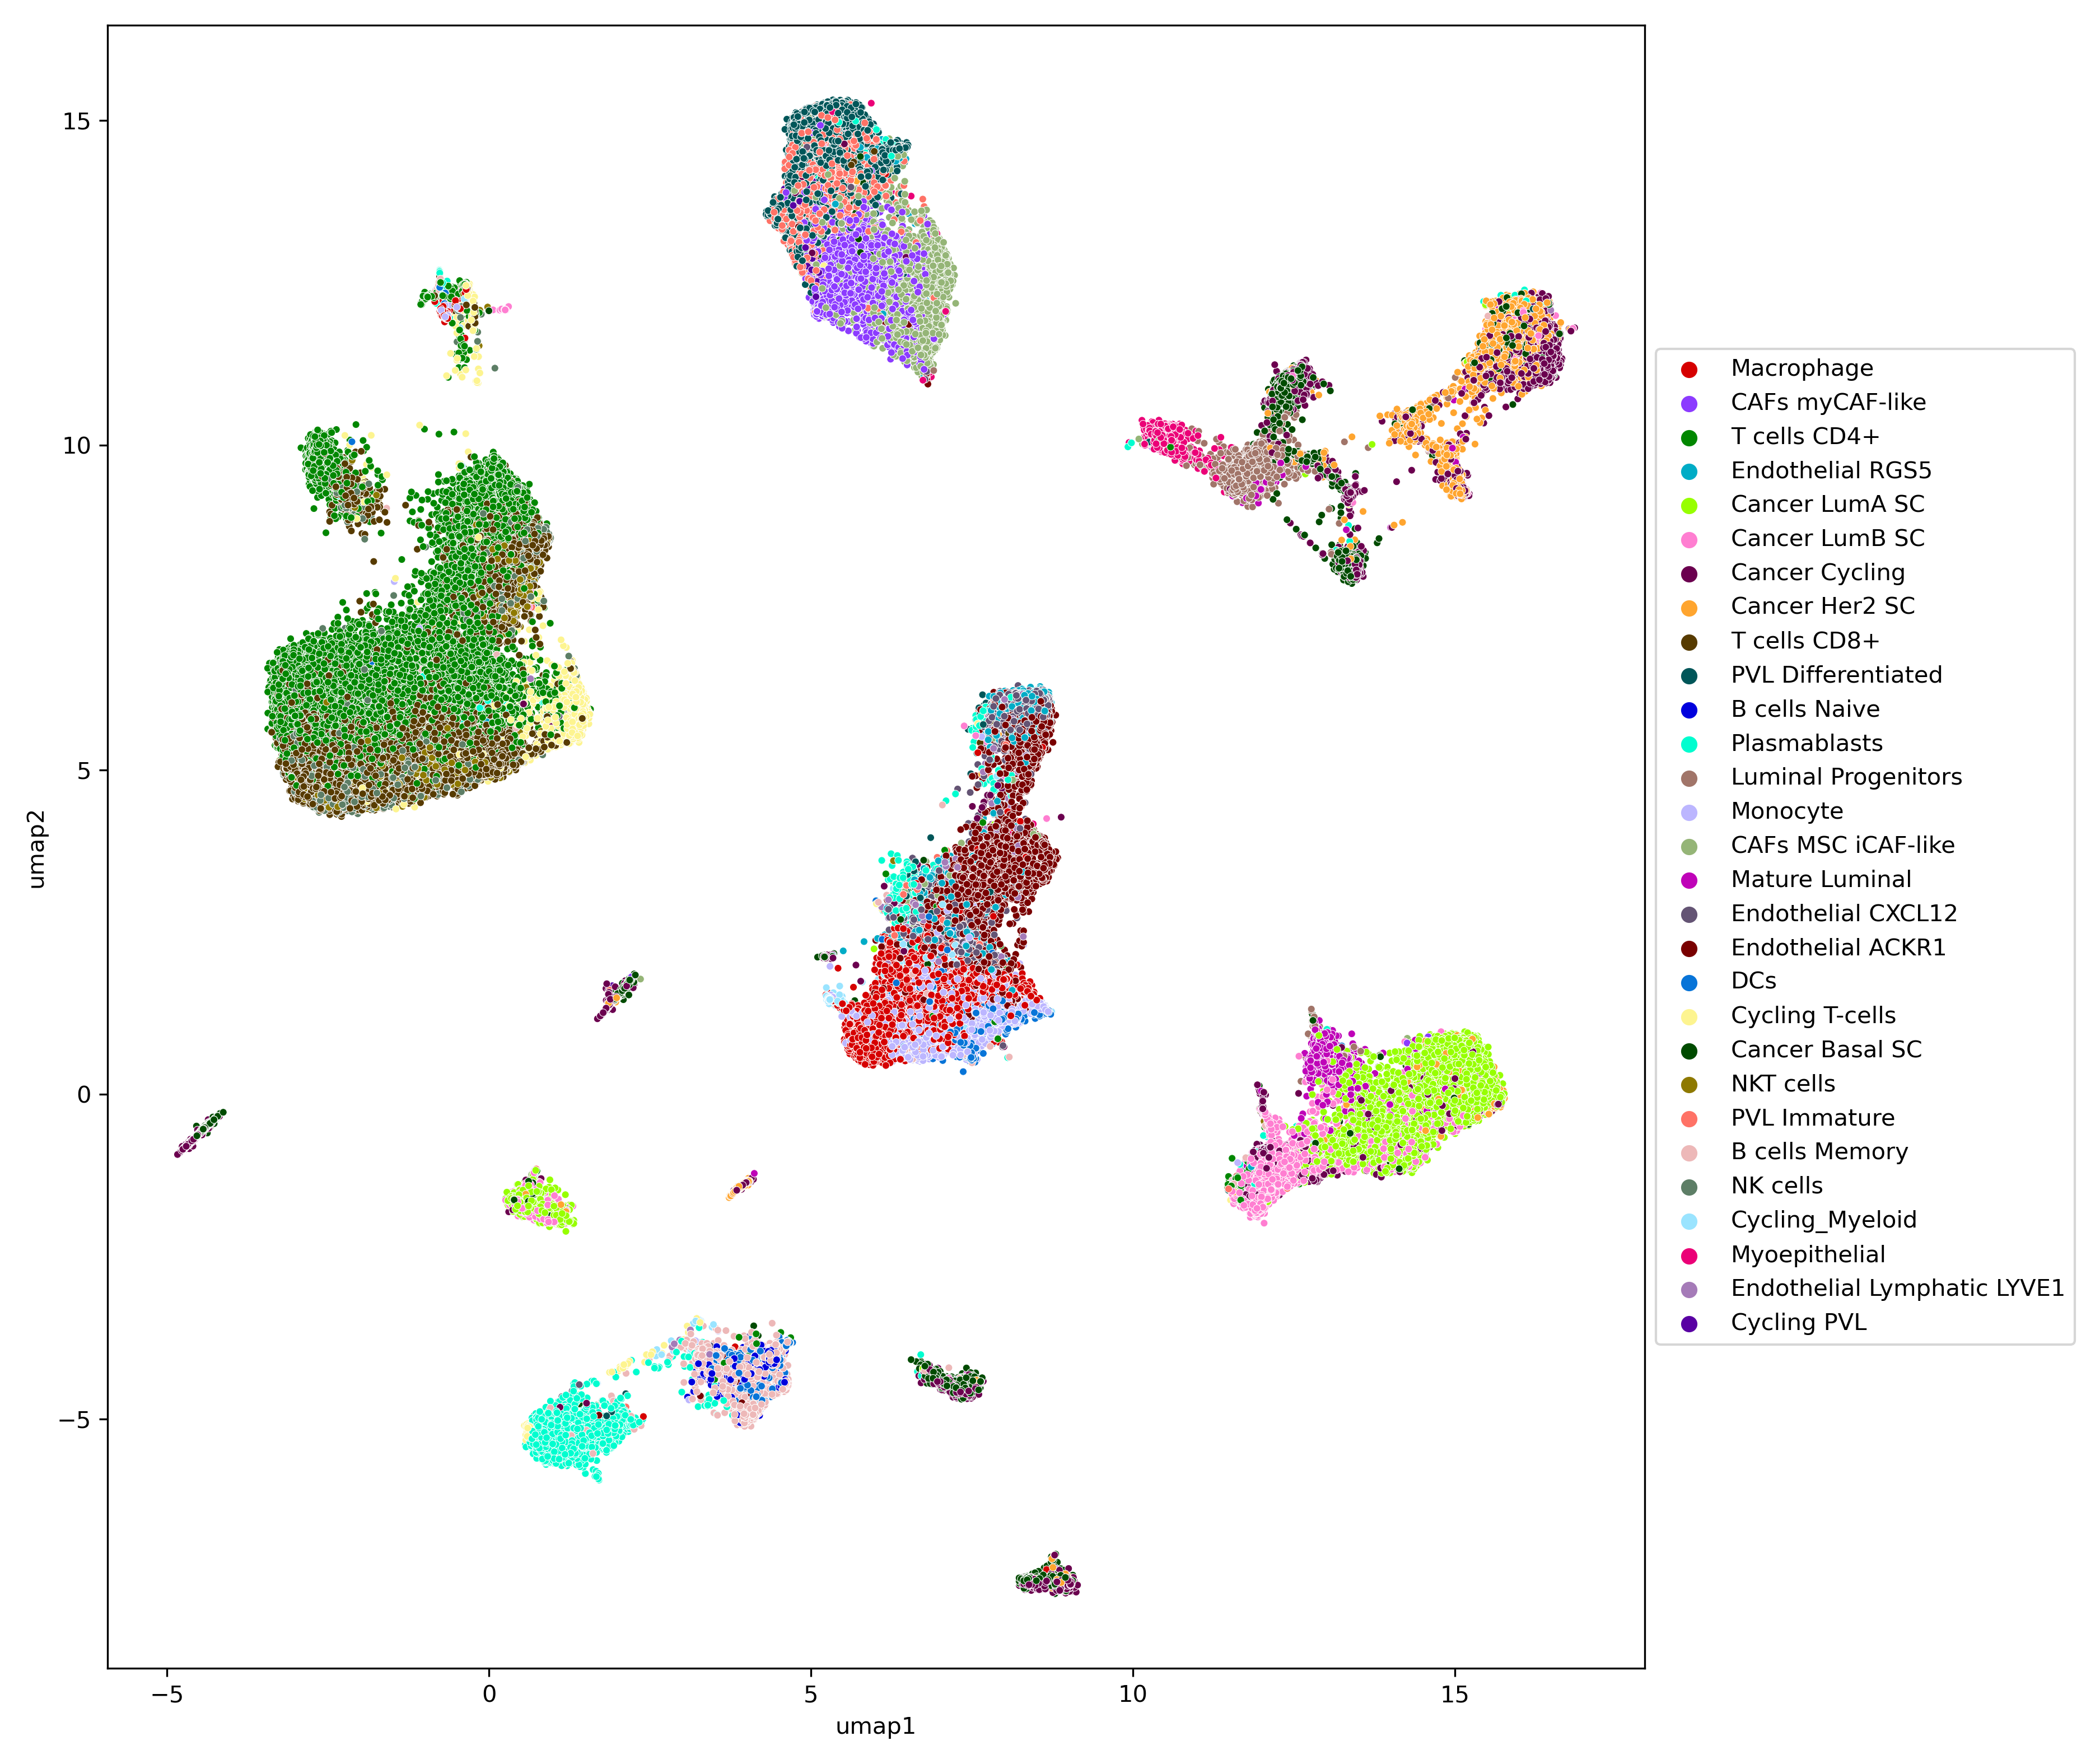 15
10
5
0
−5
umap2
−5
0
5
10
15
umap1
Macrophage
CAFs myCAF-like
T cells CD4+
Endothelial RGS5
Cancer LumA SC
Cancer LumB SC
Cancer Cycling
Cancer Her2 SC
T cells CD8+
PVL Differentiated
B cells Naive
Plasmablasts
Luminal Progenitors
Monocyte
CAFs MSC iCAF-like
Mature Luminal
Endothelial CXCL12
Endothelial ACKR1
DCs
Cycling T-cells
Cancer Basal SC
NKT cells
PVL Immature
B cells Memory
NK cells
Cycling_Myeloid
Myoepithelial
Endothelial Lymphatic LYVE1
Cycling PVL